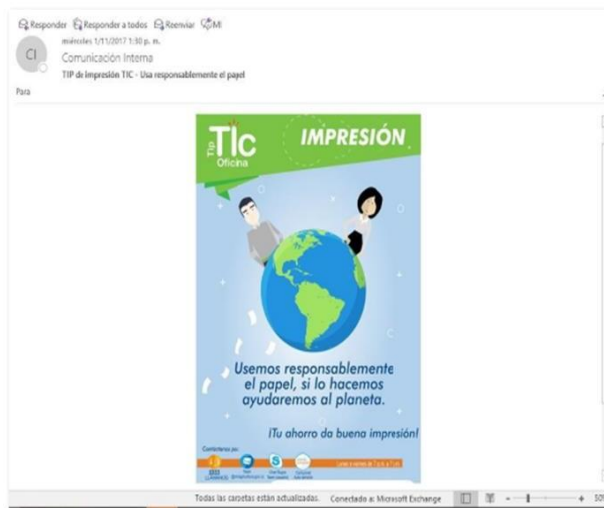 Responder Responder a todos Reenviar MI
miércoles 1/11/2017 1:30 p. m.
CI
Comunicación Interna
TIP de impresión TIC - Usa responsablemente el papel
Para
Tip TIC
Oficina
IMPRESIÓN
Usemos responsablemente
el papel, si lo hacemos
ayudaremos al planeta.
¡Tu ahorro da buena impresión!
Contáctenos por:
Todas las carpetas están actualizadas. Conectado a: Microsoft Exchange